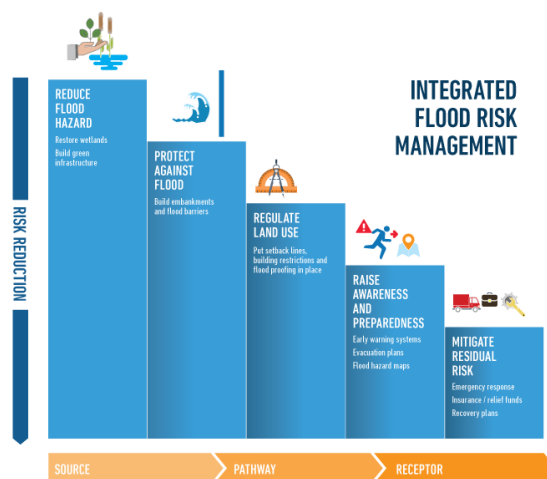 INTEGRATED
FLOOD RISK
MANAGEMENT
RISK REDUCTION
REDUCE
FLOOD
HAZARD
Restore wetlands
Build green
infrastructure
PROTECT
AGAINST
FLOOD
Build embankments
and flood barriers
REGULATE
LAND USE
Put setback lines,
building restrictions and
flood proofing in place
RAISE
AWARENESS
AND
PREPAREDNESS
Early warning systems
Evacuation plans
Flood hazard maps
MITIGATE
RESIDUAL
RISK
Emergency response
Insurance / relief funds
Recovery plans
SOURCE
PATHWAY
RECEPTOR